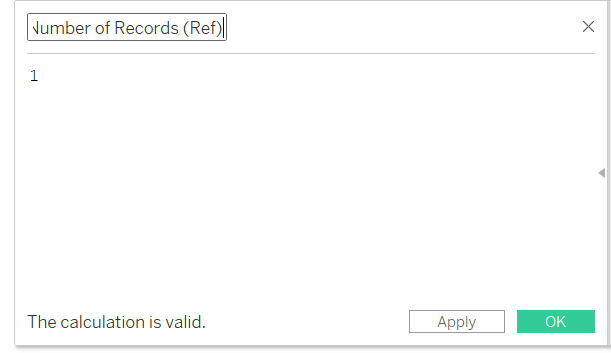 Number of Records (Ref)
1
The calculation is valid.
Apply
OK